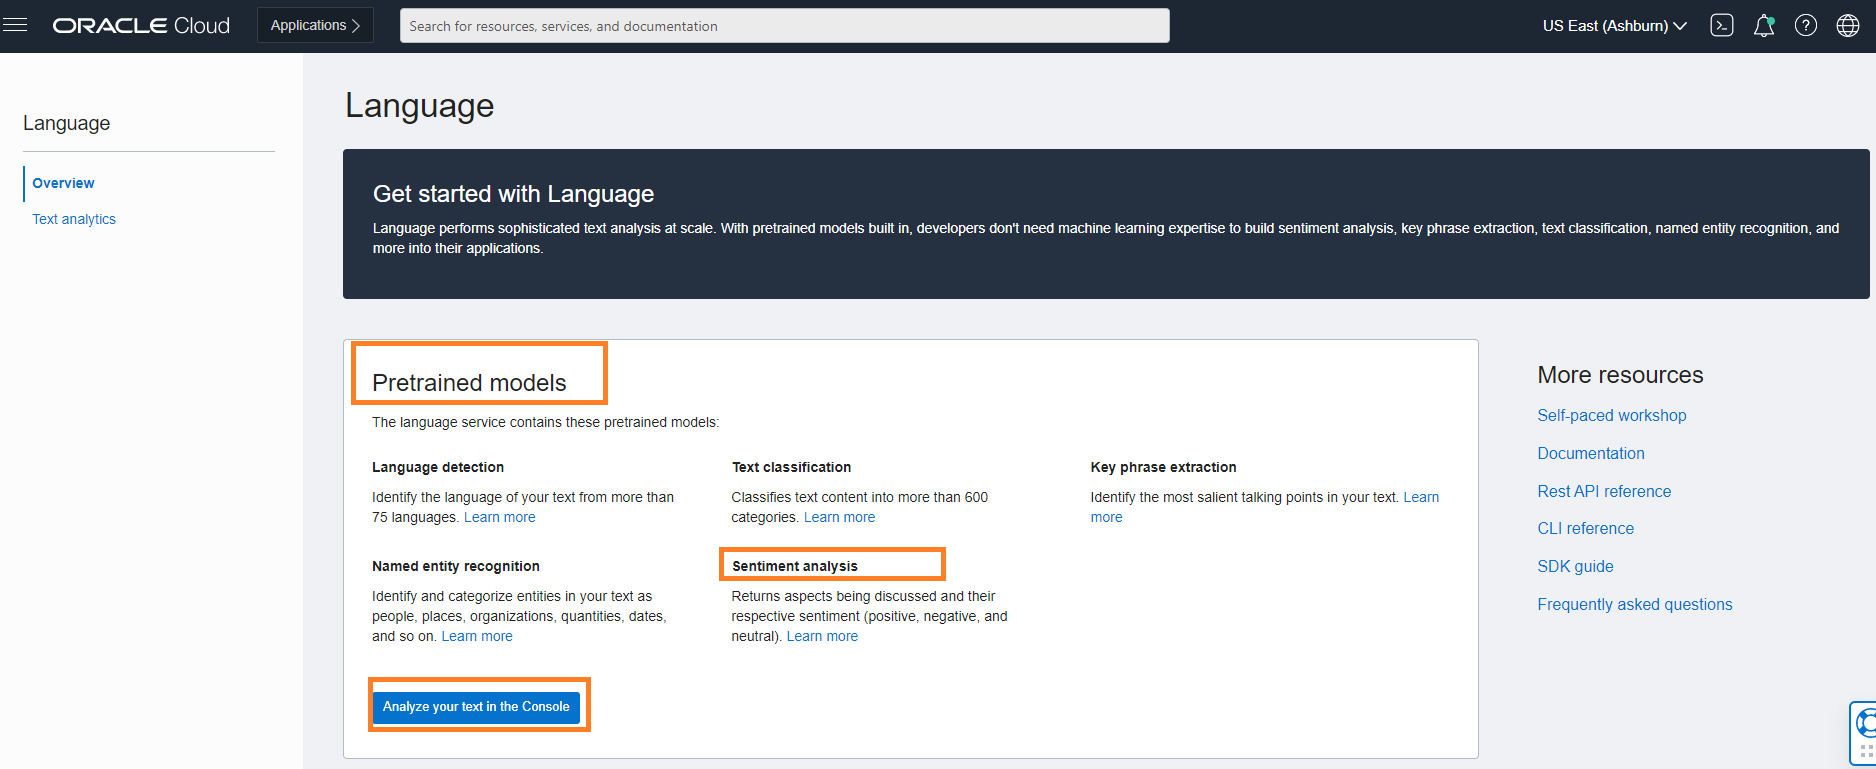 ORACLE Cloud
Applications
Search for resources, services, and documentation
US East (Ashburn)
Language
Overview
Text analytics
Language
Get started with Language
Language performs sophisticated text analysis at scale. With pretrained models built in, developers don't need machine learning expertise to build sentiment analysis, key phrase extraction, text classification, named entity recognition, and
more into their applications.
Pretrained models
The language service contains these pretrained models:
Language detection
Identify the language of your text from more than
75 languages. Learn more
Text classification
Classifies text content into more than 600
categories. Learn more
Key phrase extraction
Identify the most salient talking points in your text. Learn
more
Named entity recognition
Identify and categorize entities in your text as
people, places, organizations, quantities, dates,
and so on. Learn more
Sentiment analysis
Returns aspects being discussed and their
respective sentiment (positive, negative, and
neutral). Learn more
Analyze your text in the Console
More resources
Self-paced workshop
Documentation
Rest API reference
CLI reference
SDK guide
Frequently asked questions